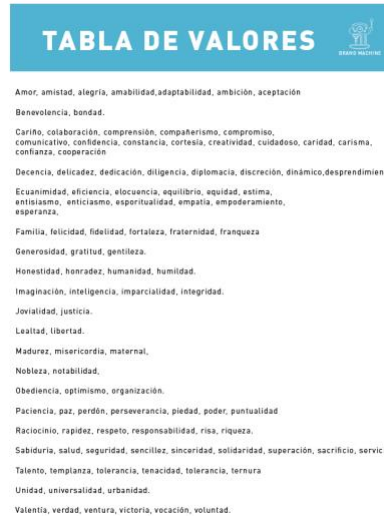 TABLA DE VALORES
BRAND MACHINE
Amor, amistad, alegría, amabilidad,adaptabilidad, ambición, aceptación
Benevolencia, bondad.
Cariño, colaboración, comprensión, compañerismo, compromiso,
comunicativo, confidencia, constancia, cortesía, creatividad, cuidadoso, caridad, carisma,
confianza, cooperación
Decencia, delicadez, dedicación, diligencia, diplomacia, discreción, dinámico,desprendimien
Ecuanimidad, eficiencia, elocuencia, equilibrio, equidad, estima,
entisiasmo, enticiasmo, esporitualidad, empatía, empoderamiento,
esperanza,
Familia, felicidad, fidelidad, fortaleza, fraternidad, franqueza
Generosidad, gratitud, gentileza.
Honestidad, honradez, humanidad, humildad.
Imaginación, inteligencia, imparcialidad, integridad.
Jovialidad, justicia.
Lealtad, libertad.
Madurez, misericordia, maternal,
Nobleza, notabilidad,
Obediencia, optimismo, organización.
Paciencia, paz, perdón, perseverancia, piedad, poder, puntualidad
Raciocinio, rapidez, respeto, responsabilidad, risa, riqueza.
Sabiduría, salud, seguridad, sencillez, sinceridad, solidaridad, superación, sacrificio, servic
Talento, templanza, tolerancia, tenacidad, tolerancia, ternura
Unidad, universalidad, urbanidad.
Valentía, verdad, ventura, victoria, vocación, voluntad.